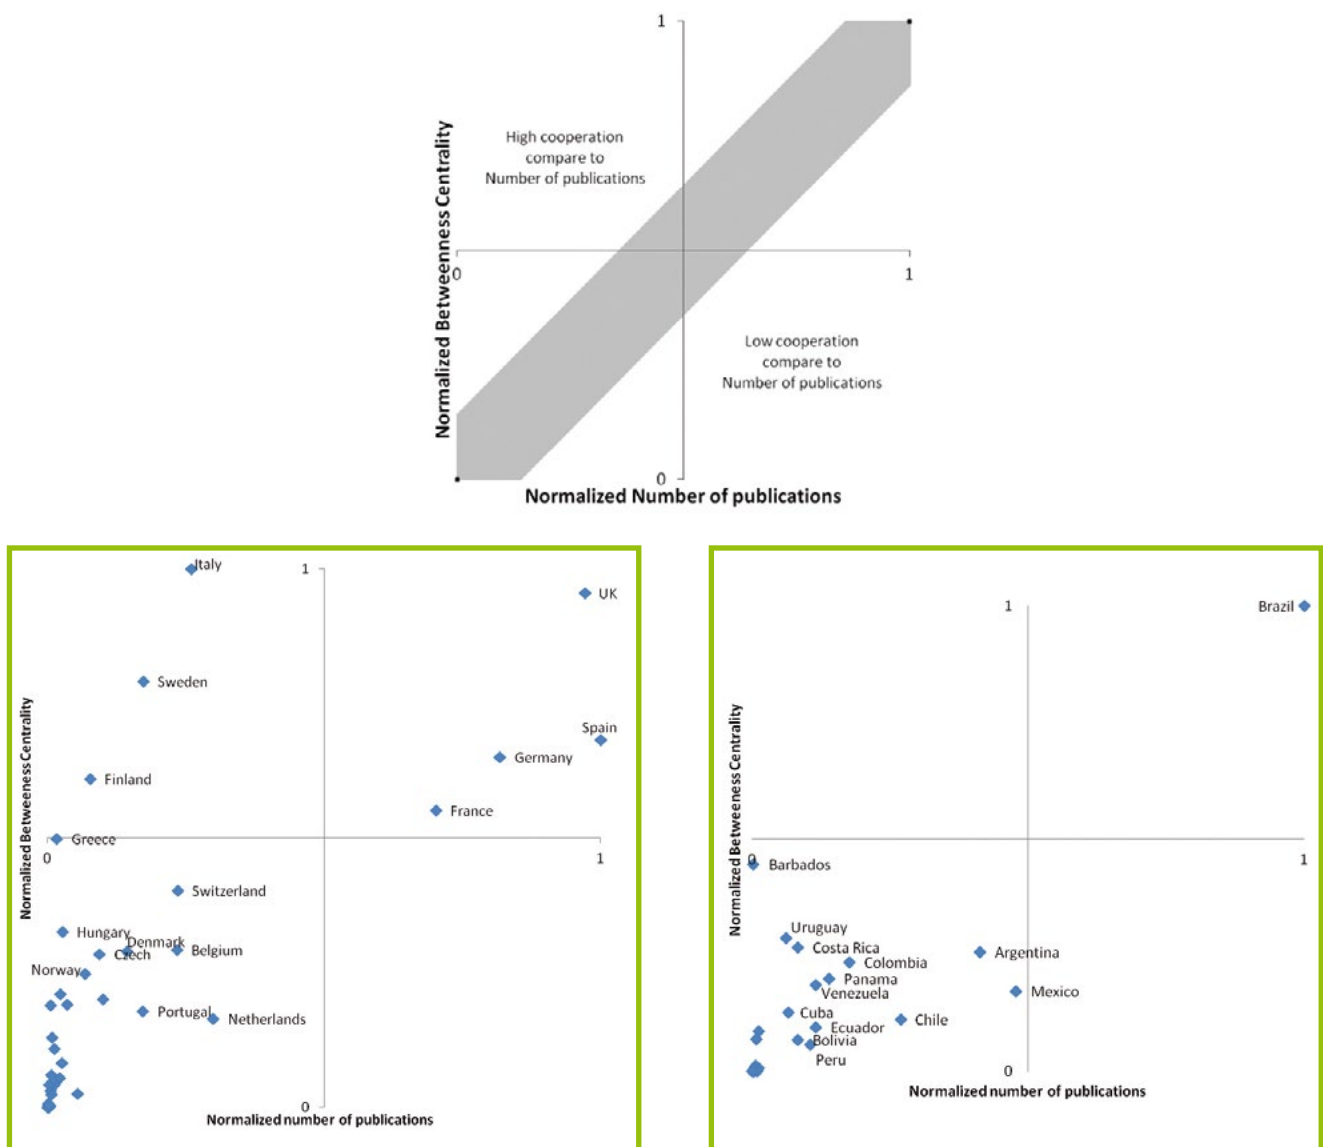 1
High cooperation
compare to
Number of publications
Normalized Betweenness Centrality
0
1
Low cooperation
compare to
Number of publications
0
Normalized Number of publications
Italy
1
UK
Sweden
Spain
Germany
Finland
France
Greece
0
1
Normalized Betweeness Centrality
Switzerland
Hungary
Denmark
Czech
Belgium
Norway
Portugal
Netherlands
0
Normalized number of publications
1
Brazil
Normalized Betweeness Centrality
0
1
Barbados
Uruguay
Costa Rica
Argentina
Colombia
Panama
Venezuela
Mexico
Cuba
Chile
Ecuador
Bolivia
Peru
0
Normalized number of publications